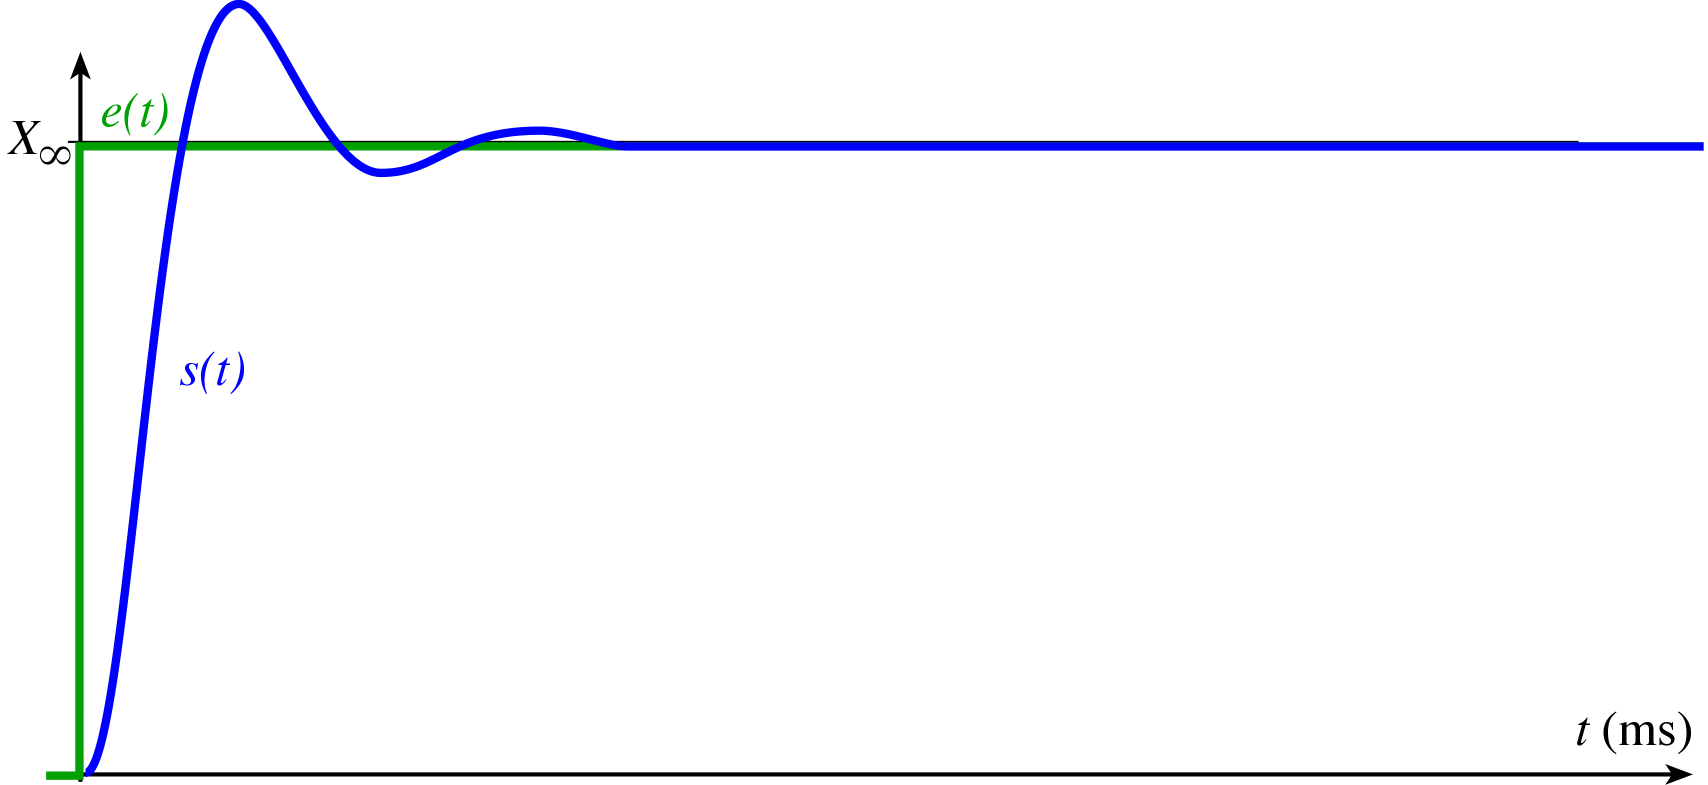 e(t)
X∞
s(t)
t (ms)